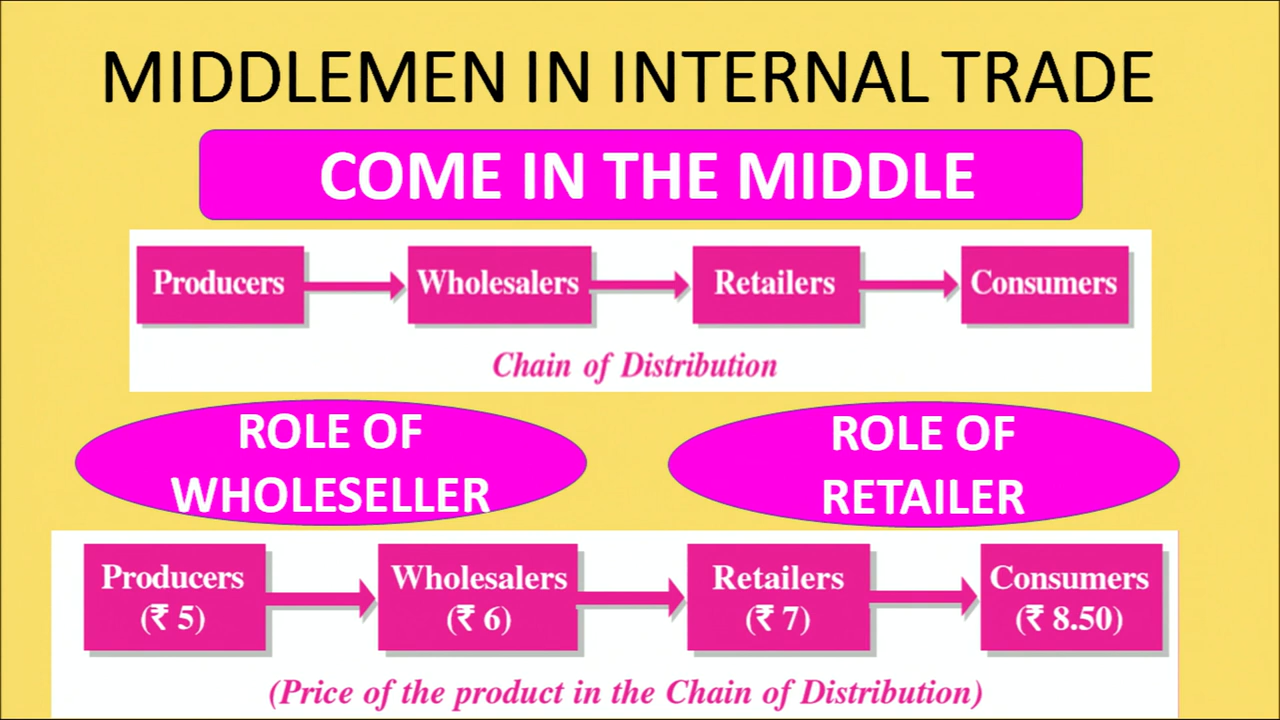 MIDDLEMEN IN INTERNAL TRADE
COME IN THE MIDDLE
Producers
Wholesalers
Retailers
Consumers
Chain of Distribution
ROLE OF
WHOLESELLER
ROLE OF
RETAILER
Producers
(₹ 5)
Wholesalers
(₹ 6)
Retailers
(₹ 7)
Consumers
(₹ 8.50)
(Price of the product in the Chain of Distribution)